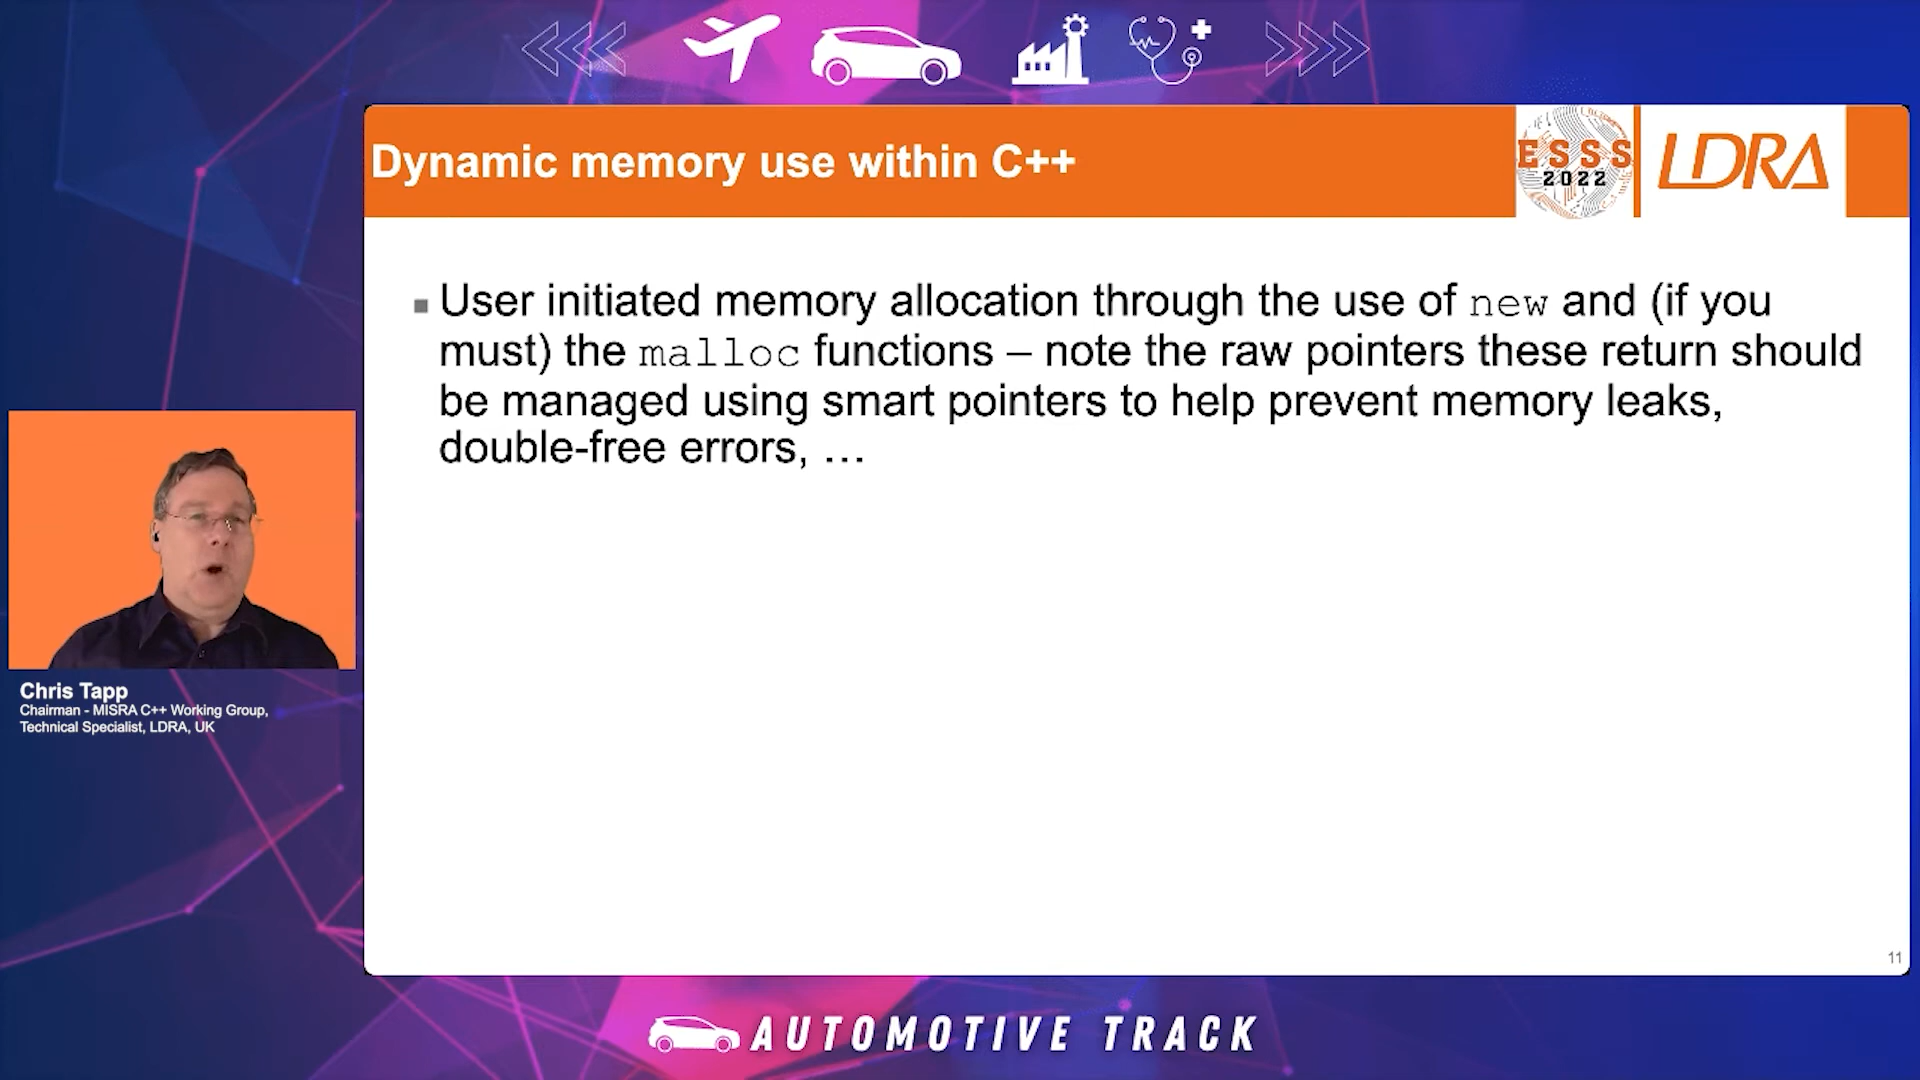 Dynamic memory use within C++
ESSS
2022
LDRA
▪ User initiated memory allocation through the use of new and (if you
must) the malloc functions – note the raw pointers these return should
be managed using smart pointers to help prevent memory leaks,
double-free errors, …
Chris Tapp
Chairman - MISRA C++ Working Group,
Technical Specialist, LDRA, UK
11
AUTOMOTIVE TRACK